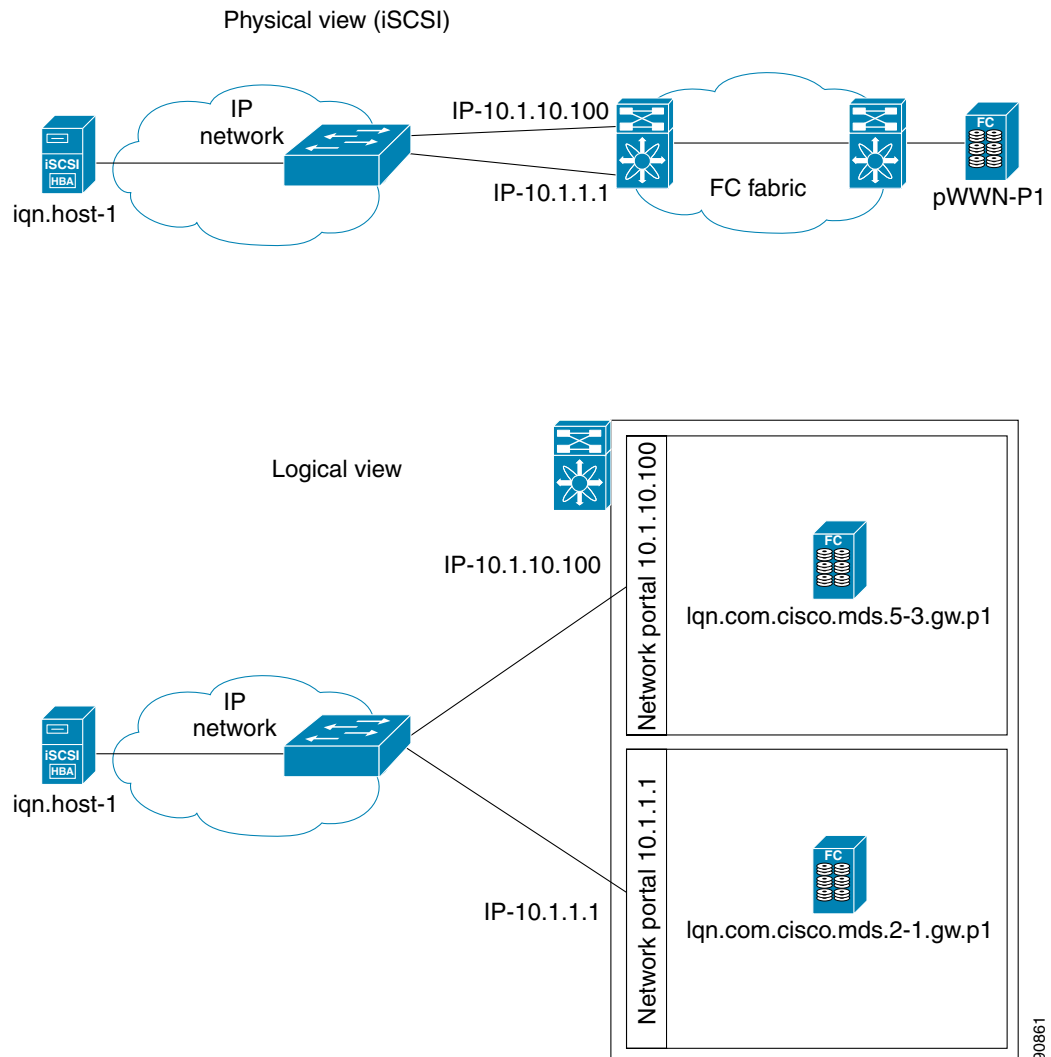 Physical view (iSCSI)
IP
network
IP-10.1.10.100
iSCSI
HBA
iqn.host-1
IP-10.1.1.1
FC fabric
FC
pWWN-P1
Logical view
IP-10.1.10.100
Network portal 10.1.10.100
FC
lqn.com.cisco.mds.5-3.gw.p1
IP
network
iSCSI
HBA
iqn.host-1
IP-10.1.1.1
Network portal 10.1.1.1
FC
lqn.com.cisco.mds.2-1.gw.p1
90861